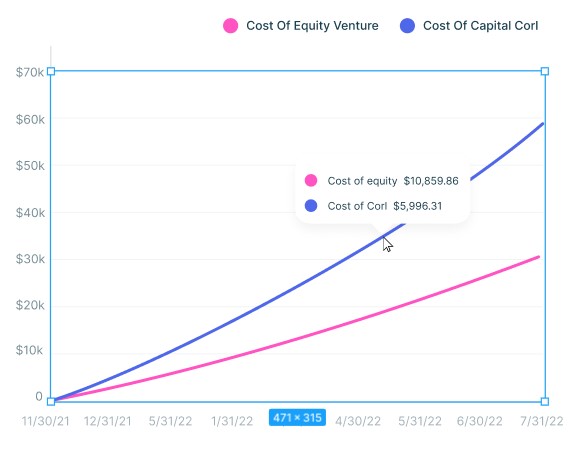 Cost Of Equity Venture Cost Of Capital Corl
$70k
$60k
$50k
$40k
$30k
$20k
$10k
0
Cost of equity $10,859.86
Cost of Corl $5,996.31
11/30/21 12/31/21 5/31/22 1/31/22 471 × 315 4/30/22 5/31/22 6/30/22 7/31/22